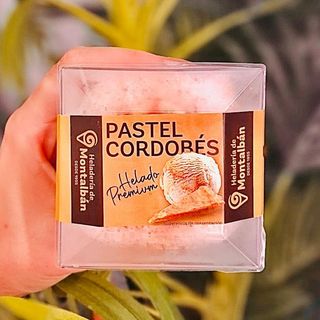 PASTEL
CORDOBÉS
Helado
Premium
Heladería de
Montalbán
Heladería de
Montalbán